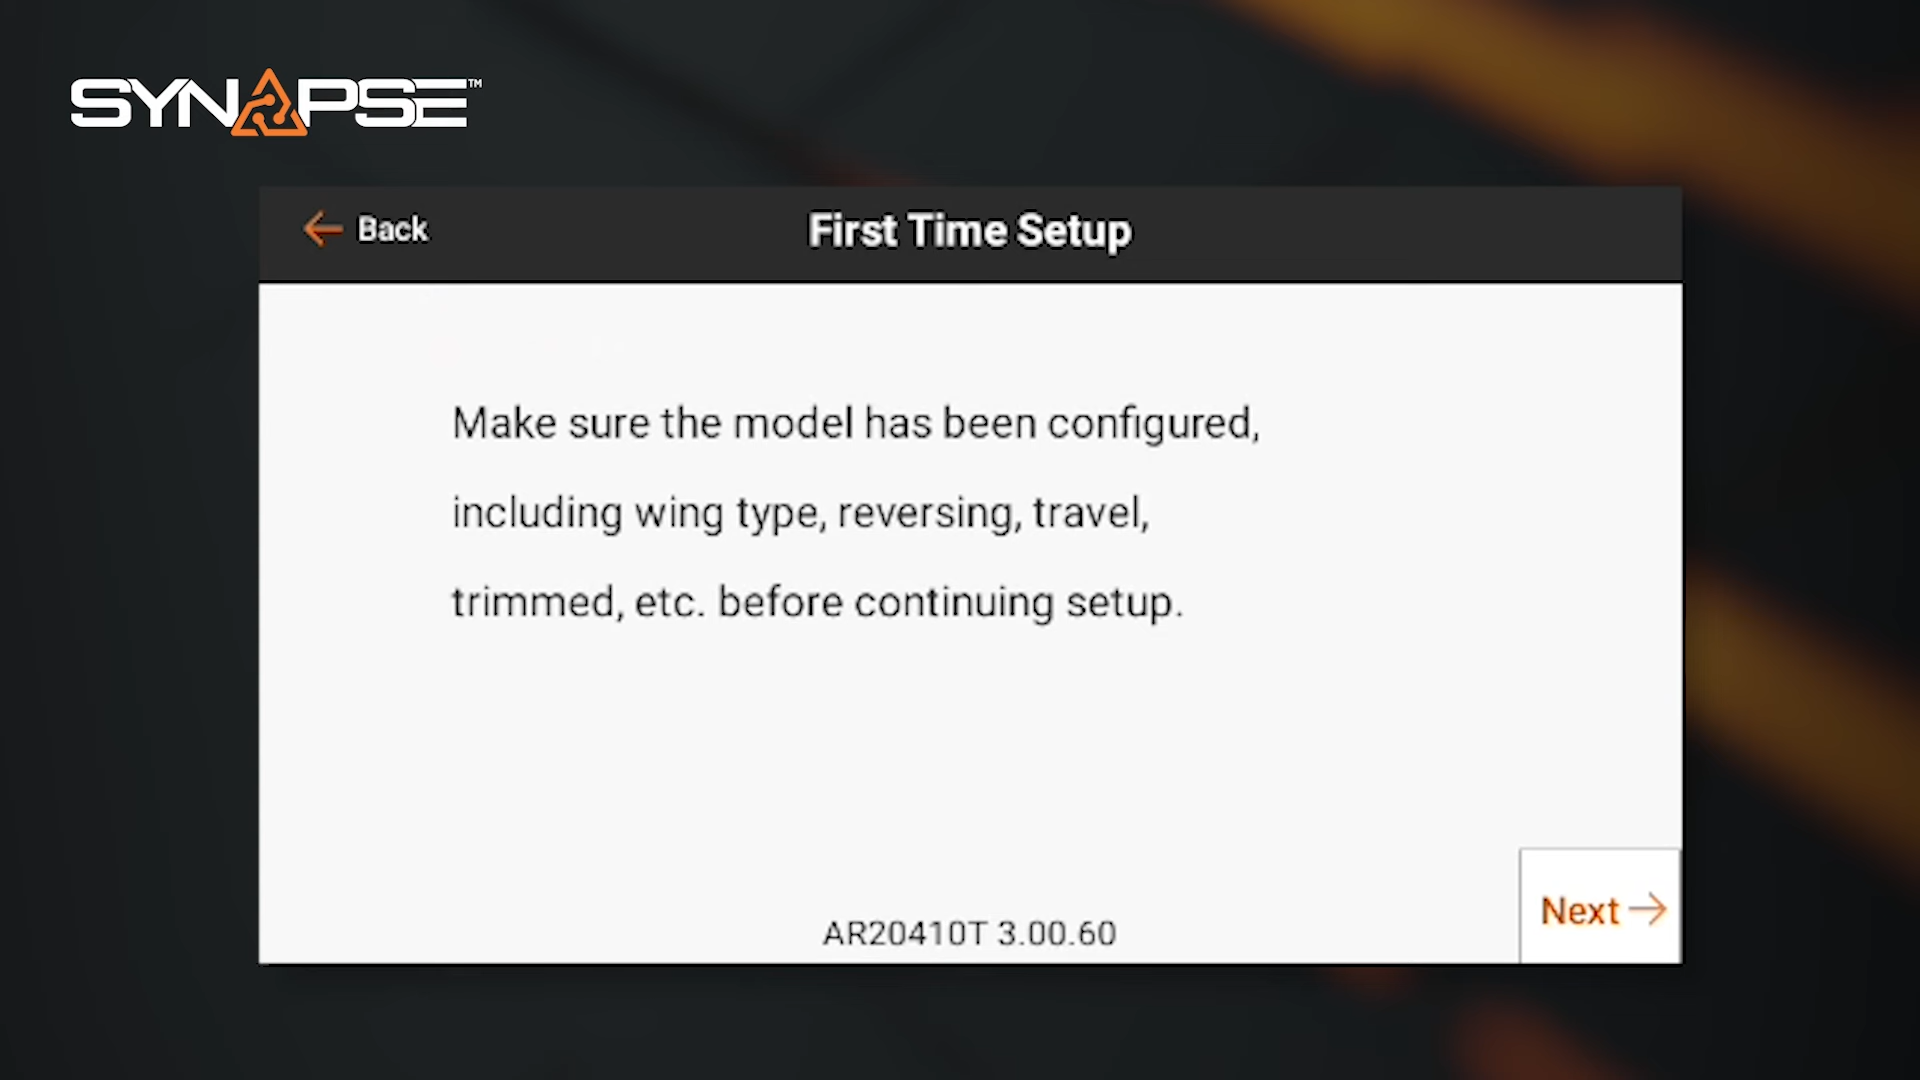 SYNAPSE™
Back
First Time Setup
Make sure the model has been configured,
including wing type, reversing, travel,
trimmed, etc. before continuing setup.
Next
AR20410T 3.00.60